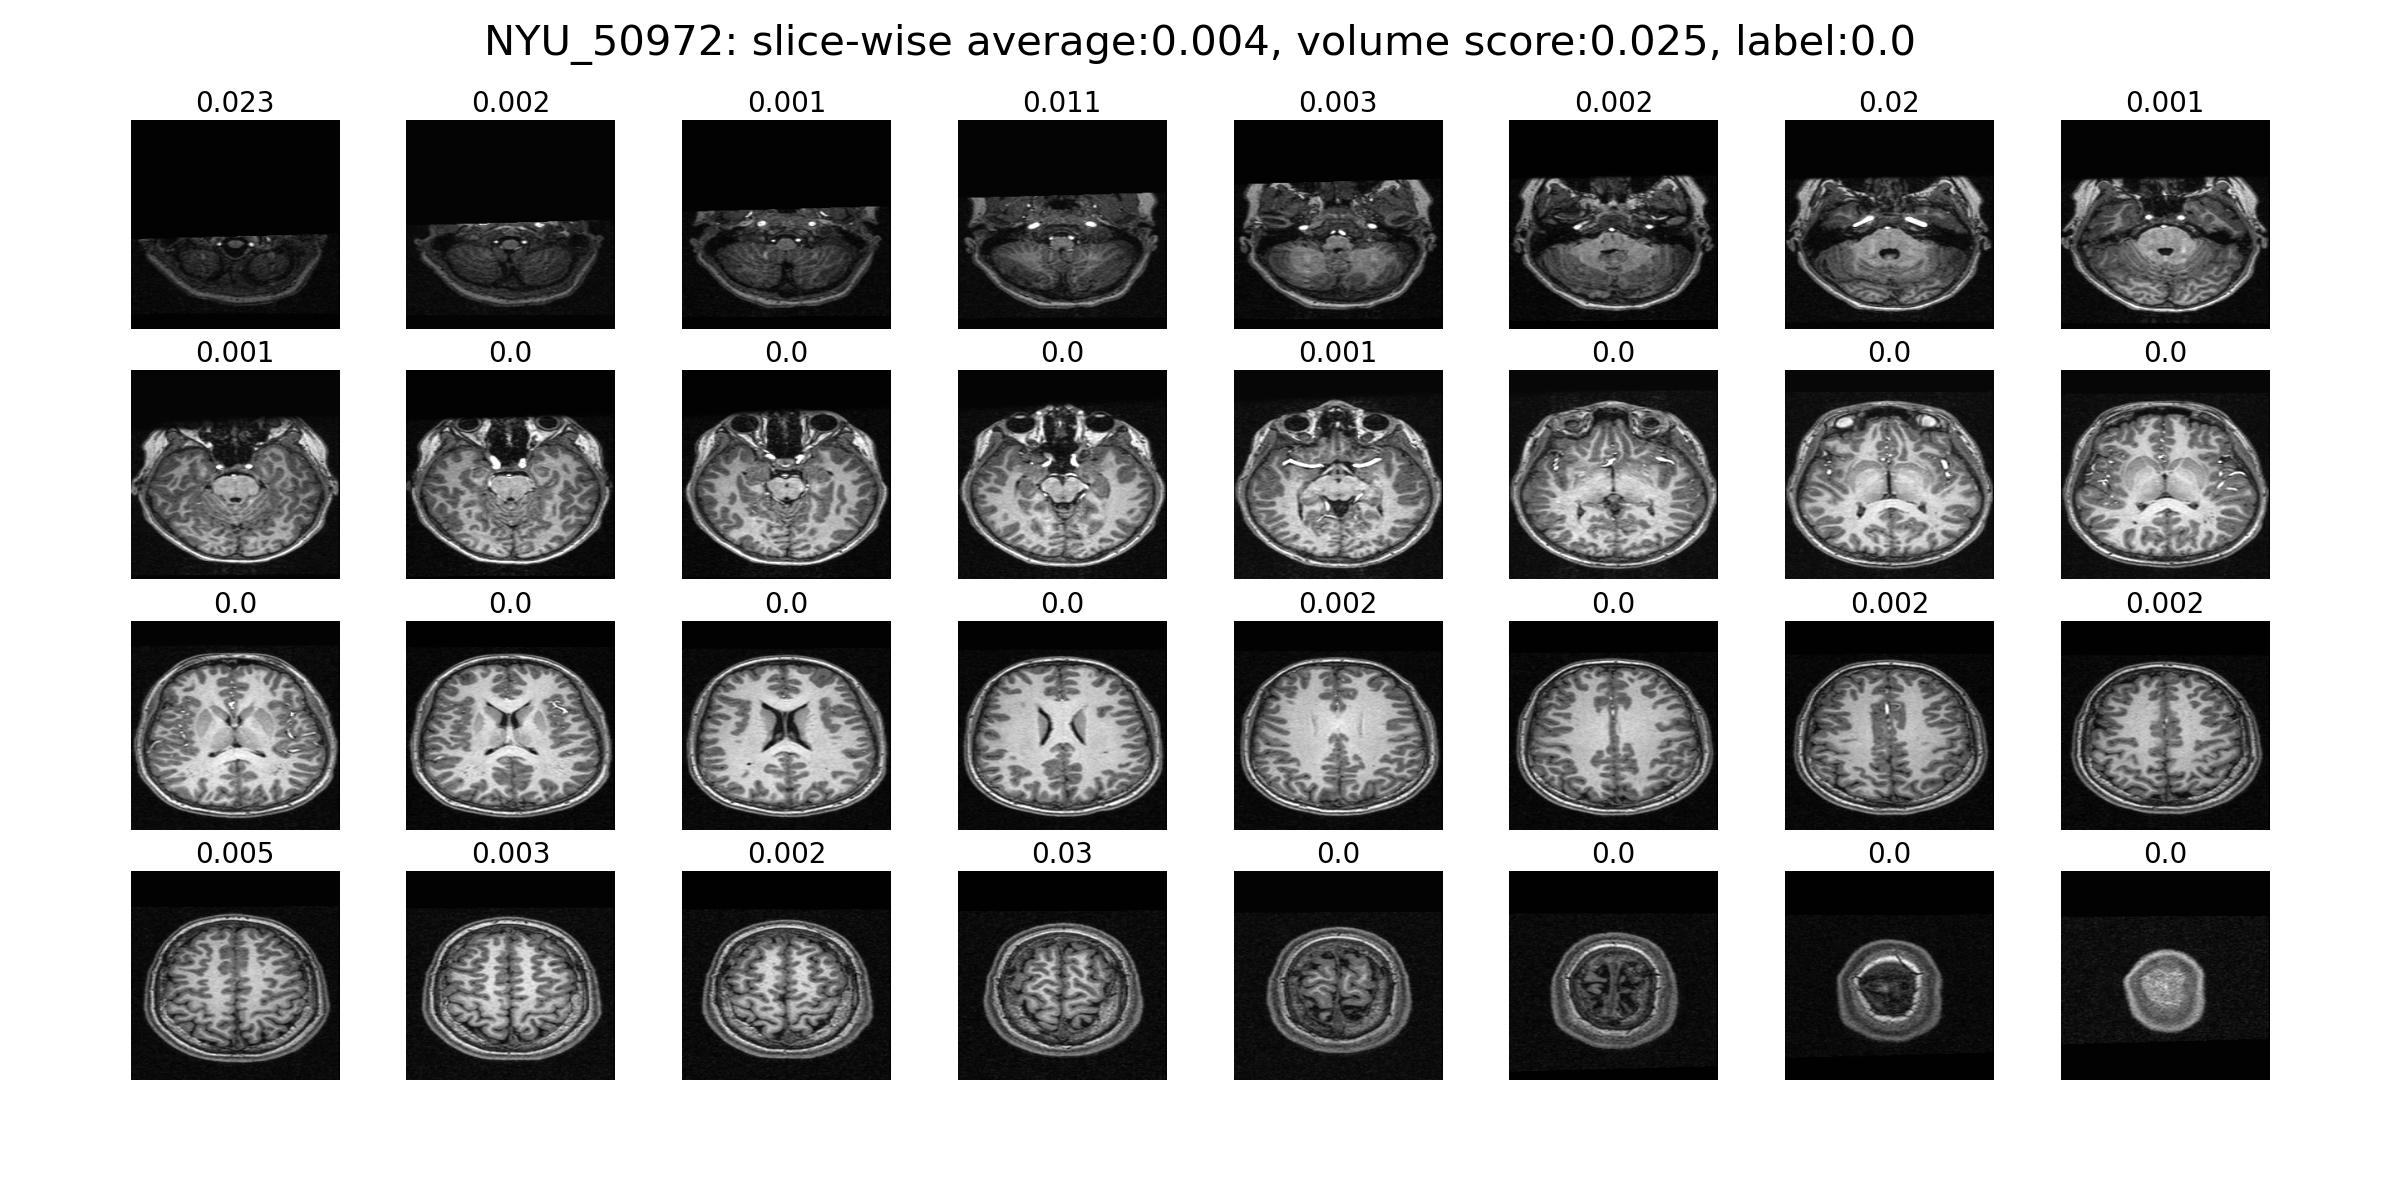 NYU_50972: slice-wise average:0.004, volume score:0.025, label:0.0
0.023 0.002 0.001 0.011 0.003 0.002 0.02 0.001
0.001 0.0 0.0 0.0 0.001 0.0 0.0 0.0
0.0 0.0 0.0 0.0 0.002 0.0 0.002 0.002
0.005 0.003 0.002 0.03 0.0 0.0 0.0 0.0